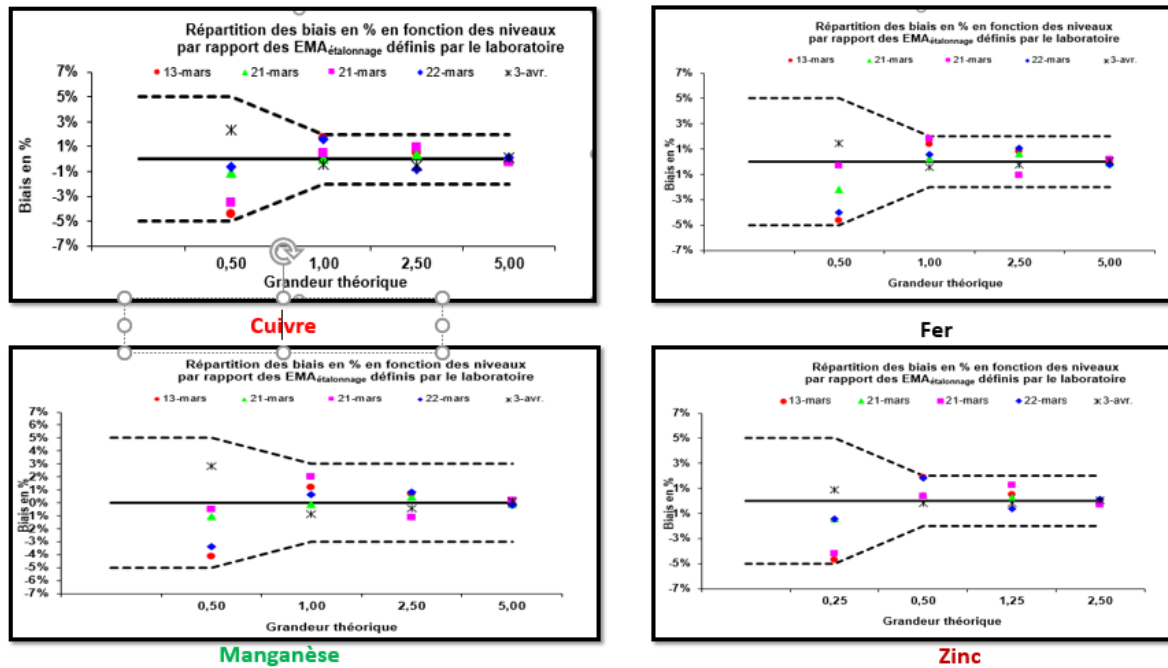 Répartition des biais en % en fonction des niveaux
par rapport des EMAétalonnage définis par le laboratoire
13-mars 21-mars 21-mars 22-mars 3-avr.
7%
5%
3%
1%
-1%
-3%
-5%
-7%
Biais en %
0,50 1,00 2,50 5,00
Grandeur théorique
Cuivre
Répartition des biais en % en fonction des niveaux
par rapport des EMAétalonnage définis par le laboratoire
13-mars 21-mars 21-mars 22-mars 3-avr.
7%
5%
3%
1%
-1%
-3%
-5%
-7%
Biais en %
0,50 1,00 2,50 5,00
Grandeur théorique
Fer
Répartition des biais en % en fonction des niveaux
par rapport des EMAétalonnage définis par le laboratoire
13-mars 21-mars 21-mars 22-mars 3-avr.
7%
6%
5%
4%
3%
2%
1%
0%
-1%
-2%
-3%
-4%
-5%
-6%
-7%
Biais en %
0,50 1,00 2,50 5,00
Grandeur théorique
Manganèse
Répartition des biais en % en fonction des niveaux
par rapport des EMAétalonnage définis par le laboratoire
13-mars 21-mars 21-mars 22-mars 3-avr.
7%
5%
3%
1%
-1%
-3%
-5%
-7%
Biais en %
0,25 0,50 1,25 2,50
Grandeur théorique
Zinc